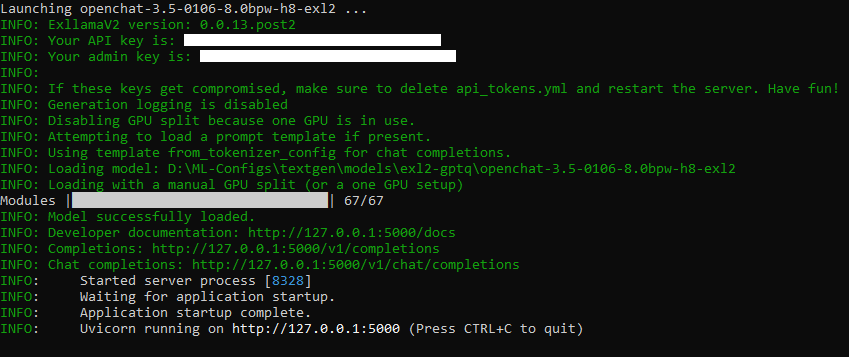 Launching openchat-3.5-0106-8.0bpw-h8-exl2 ...
INFO: ExllamaV2 version: 0.0.13.post2
INFO: Your API key is:
INFO: Your admin key is:
INFO:
INFO: If these keys get compromised, make sure to delete api_tokens.yml and restart the server. Have fun!
INFO: Generation logging is disabled
INFO: Disabling GPU split because one GPU is in use.
INFO: Attempting to load a prompt template if present.
INFO: Using template from_tokenizer_config for chat completions.
INFO: Loading model: D:\ML-Configs\textgen\models\exl2-gptq\openchat-3.5-0106-8.0bpw-h8-exl2
INFO: Loading with a manual GPU split (or a one GPU setup)
Modules | | 67/67
INFO: Model successfully loaded.
INFO: Developer documentation: http://127.0.0.1:5000/docs
INFO: Completions: http://127.0.0.1:5000/v1/completions
INFO: Chat completions: http://127.0.0.1:5000/v1/chat/completions
INFO:     Started server process [8328]
INFO:     Waiting for application startup.
INFO:     Application startup complete.
INFO:     Uvicorn running on http://127.0.0.1:5000 (Press CTRL+C to quit)